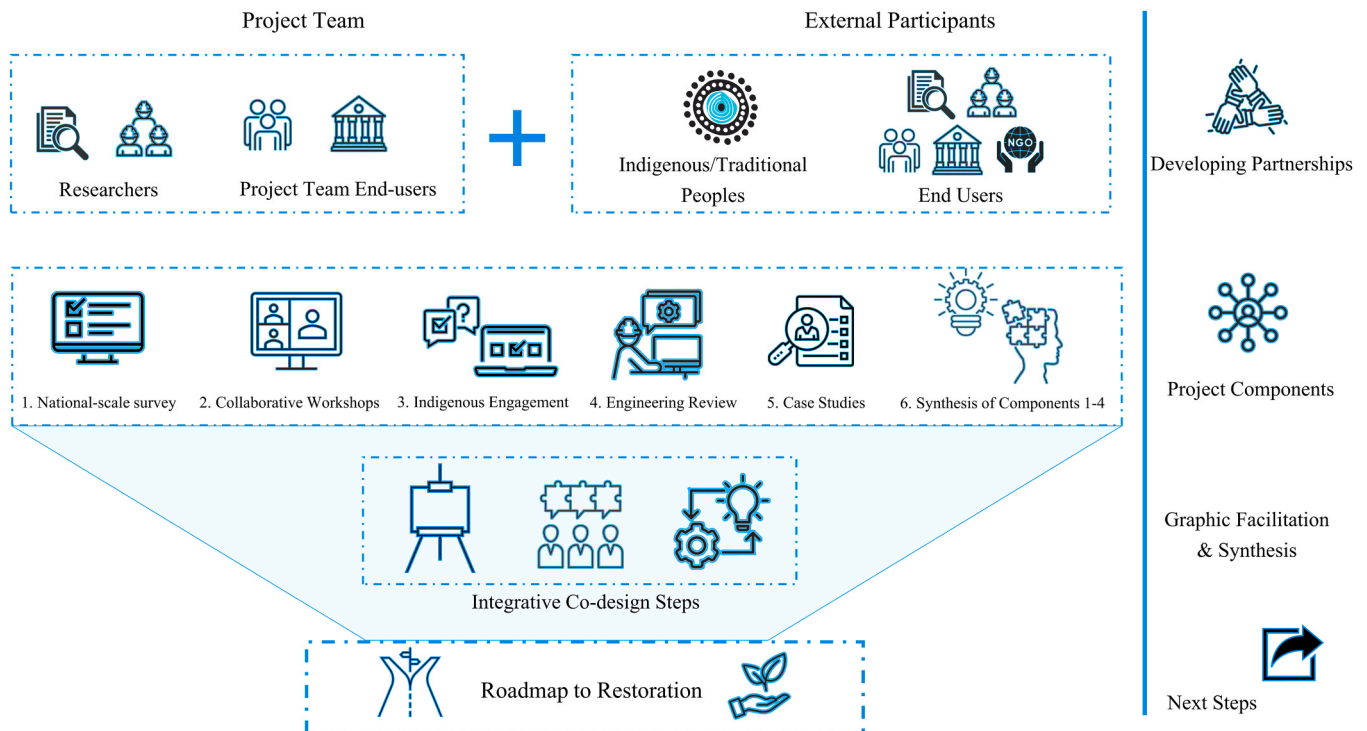 Project Team
External Participants
Researchers
Project Team End-users
Indigenous/Traditional
Peoples
NGO
End Users
Developing Partnerships
1. National-scale survey
2. Collaborative Workshops
3. Indigenous Engagement
4. Engineering Review
5. Case Studies
6. Synthesis of Components 1-4
Project Components
Integrative Co-design Steps
Graphic Facilitation
& Synthesis
Roadmap to Restoration
Next Steps